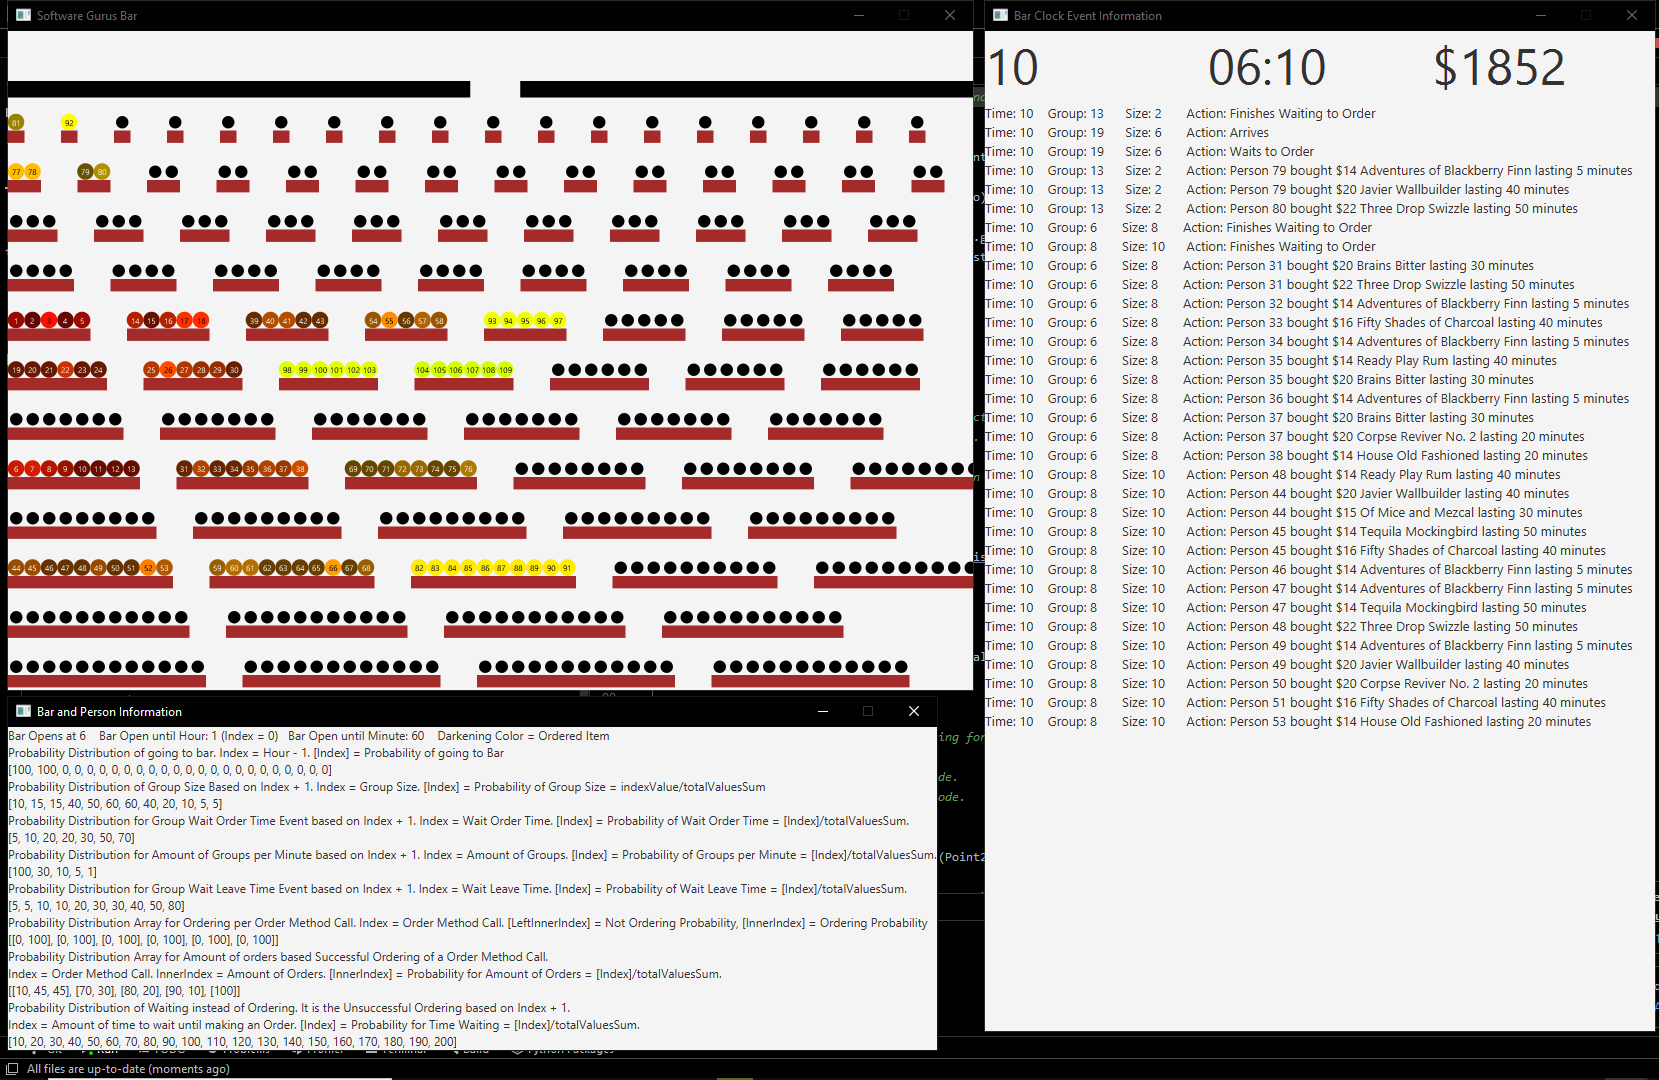 Software Gurus Bar
81 92
77 78 79 80
1 2 3 4 5 14 15 16 17 18 39 40 41 42 43 54 55 56 57 58 93 94 95 96 97
19 20 21 22 23 24 25 26 27 28 29 30 98 99 100 101 102 103 104 105 106 107 108 109
6 7 8 9 10 11 12 13 31 32 33 34 35 36 37 38 69 70 71 72 73 74 75 76
44 45 46 47 48 49 50 51 52 53 59 60 61 62 63 64 65 66 67 68 82 83 84 85 86 87 88 89 90 91
Bar Clock Event Information
10 06:10 $1852
Time: 10 Group: 13 Size: 2 Action: Finishes Waiting to Order
Time: 10 Group: 19 Size: 6 Action: Arrives
Time: 10 Group: 19 Size: 6 Action: Waits to Order
Time: 10 Group: 13 Size: 2 Action: Person 79 bought $14 Adventures of Blackberry Finn lasting 5 minutes
Time: 10 Group: 13 Size: 2 Action: Person 79 bought $20 Javier Wallbuilder lasting 40 minutes
Time: 10 Group: 13 Size: 2 Action: Person 80 bought $22 Three Drop Swizzle lasting 50 minutes
Time: 10 Group: 6 Size: 8 Action: Finishes Waiting to Order
Time: 10 Group: 8 Size: 10 Action: Finishes Waiting to Order
Time: 10 Group: 6 Size: 8 Action: Person 31 bought $20 Brains Bitter lasting 30 minutes
Time: 10 Group: 6 Size: 8 Action: Person 31 bought $22 Three Drop Swizzle lasting 50 minutes
Time: 10 Group: 6 Size: 8 Action: Person 32 bought $14 Adventures of Blackberry Finn lasting 5 minutes
Time: 10 Group: 6 Size: 8 Action: Person 33 bought $16 Fifty Shades of Charcoal lasting 40 minutes
Time: 10 Group: 6 Size: 8 Action: Person 34 bought $14 Adventures of Blackberry Finn lasting 5 minutes
Time: 10 Group: 6 Size: 8 Action: Person 35 bought $14 Ready Play Rum lasting 40 minutes
Time: 10 Group: 6 Size: 8 Action: Person 35 bought $20 Brains Bitter lasting 30 minutes
Time: 10 Group: 6 Size: 8 Action: Person 36 bought $14 Adventures of Blackberry Finn lasting 5 minutes
Time: 10 Group: 6 Size: 8 Action: Person 37 bought $20 Brains Bitter lasting 30 minutes
Time: 10 Group: 6 Size: 8 Action: Person 37 bought $20 Corpse Reviver No. 2 lasting 20 minutes
Time: 10 Group: 6 Size: 8 Action: Person 38 bought $14 House Old Fashioned lasting 20 minutes
Time: 10 Group: 8 Size: 10 Action: Person 48 bought $14 Ready Play Rum lasting 40 minutes
Time: 10 Group: 8 Size: 10 Action: Person 44 bought $20 Javier Wallbuilder lasting 40 minutes
Time: 10 Group: 8 Size: 10 Action: Person 44 bought $15 Of Mice and Mezcal lasting 30 minutes
Time: 10 Group: 8 Size: 10 Action: Person 45 bought $14 Tequila Mockingbird lasting 50 minutes
Time: 10 Group: 8 Size: 10 Action: Person 45 bought $16 Fifty Shades of Charcoal lasting 40 minutes
Time: 10 Group: 8 Size: 10 Action: Person 46 bought $14 Adventures of Blackberry Finn lasting 5 minutes
Time: 10 Group: 8 Size: 10 Action: Person 47 bought $14 Adventures of Blackberry Finn lasting 5 minutes
Time: 10 Group: 8 Size: 10 Action: Person 47 bought $14 Tequila Mockingbird lasting 50 minutes
Time: 10 Group: 8 Size: 10 Action: Person 48 bought $22 Three Drop Swizzle lasting 50 minutes
Time: 10 Group: 8 Size: 10 Action: Person 49 bought $14 Adventures of Blackberry Finn lasting 5 minutes
Time: 10 Group: 8 Size: 10 Action: Person 49 bought $20 Javier Wallbuilder lasting 40 minutes
Time: 10 Group: 8 Size: 10 Action: Person 50 bought $20 Corpse Reviver No. 2 lasting 20 minutes
Time: 10 Group: 8 Size: 10 Action: Person 51 bought $16 Fifty Shades of Charcoal lasting 40 minutes
Time: 10 Group: 8 Size: 10 Action: Person 53 bought $14 House Old Fashioned lasting 20 minutes
Bar and Person Information
Bar Opens at 6 Bar Open until Hour: 1 (Index = 0) Bar Open until Minute: 60 Darkening Color = Ordered Item
Probability Distribution of going to bar. Index = Hour - 1. [Index] = Probability of going to Bar
[100, 100, 0, 0, 0, 0, 0, 0, 0, 0, 0, 0, 0, 0, 0, 0, 0, 0, 0, 0, 0, 0, 0, 0]
Probability Distribution of Group Size Based on Index + 1. Index = Group Size. [Index] = Probability of Group Size = indexValue/totalValuesSum
[10, 15, 15, 40, 50, 60, 60, 40, 20, 10, 5, 5]
Probability Distribution for Group Wait Order Time Event based on Index + 1. Index = Wait Order Time. [Index] = Probability of Wait Order Time = [Index]/totalValuesSum.
[5, 10, 20, 20, 30, 50, 70]
Probability Distribution for Amount of Groups per Minute based on Index + 1. Index = Amount of Groups. [Index] = Probability of Groups per Minute = [Index]/totalValuesSum.
[100, 30, 10, 5, 1]
Probability Distribution for Group Wait Leave Time Event based on Index + 1. Index = Wait Leave Time. [Index] = Probability of Wait Leave Time = [Index]/totalValuesSum.
[5, 5, 10, 10, 20, 30, 30, 40, 50, 80]
Probability Distribution Array for Ordering per Order Method Call. Index = Order Method Call. [LeftInnerIndex] = Not Ordering Probability, [InnerIndex] = Ordering Probability
[[0, 100], [0, 100], [0, 100], [0, 100], [0, 100], [0, 100]]
Probability Distribution Array for Amount of orders based Successful Ordering of a Order Method Call.
Index = Order Method Call. InnerIndex = Amount of Orders. [InnerIndex] = Probability for Amount of Orders = [Index]/totalValuesSum.
[[10, 45, 45], [70, 30], [80, 20], [90, 10], [100]]
Probability Distribution of Waiting instead of Ordering. It is the Unsuccessful Ordering based on Index + 1.
Index = Amount of time to wait until making an Order. [Index] = Probability for Time Waiting = [Index]/totalValuesSum.
[10, 20, 30, 40, 50, 60, 70, 80, 90, 100, 110, 120, 130, 140, 150, 160, 170, 180, 190, 200]
ing for
de.
ode.
(Point2
All files are up-to-date (moments ago)